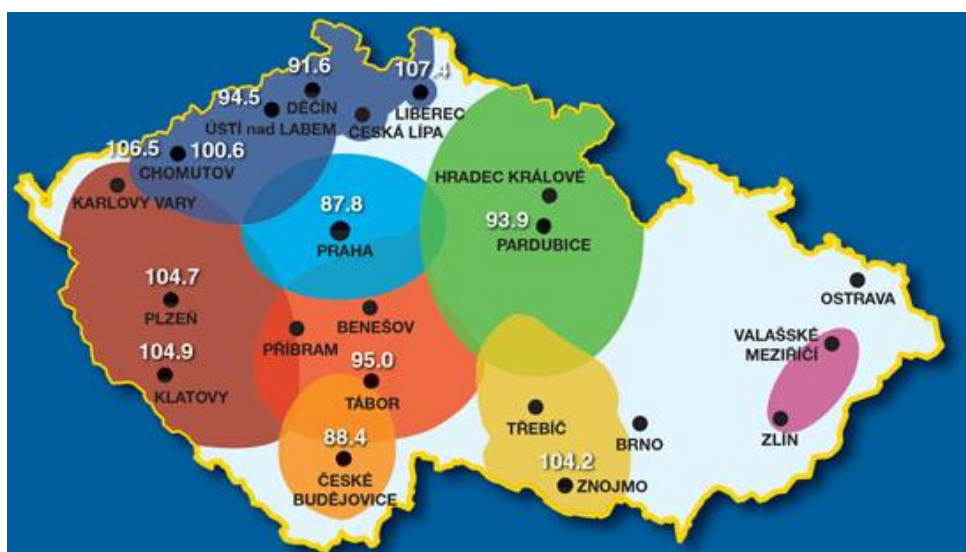 91.6
107.4
DĚČÍN
94.5
ÚSTÍ nad LABEM
LIBEREC
ČESKÁ LÍPA
106.5
100.6
CHOMUTOV
KARLOVY VARY
HRADEC KRÁLOVÉ
87.8
93.9
PRAHA
PARDUBICE
104.7
PLZEŇ
OSTRAVA
BENEŠOV
PŘÍBRAM
VALAŠSKÉ
MEZIŘÍČÍ
104.9
KLATOVY
95.0
TÁBOR
TŘEBÍČ
BRNO
ZLÍN
88.4
104.2
ČESKÉ
BUDĚJOVICE
ZNOJMO